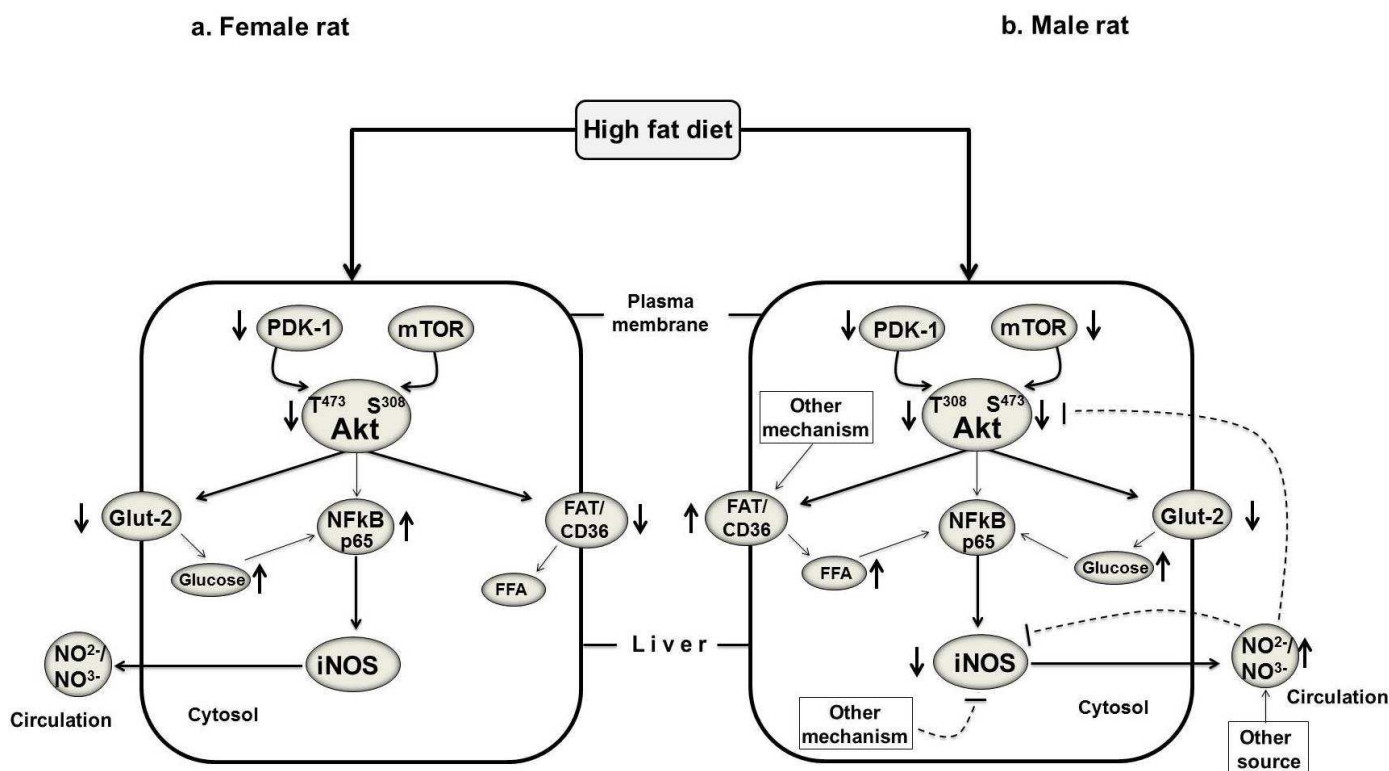 a. Female rat
b. Male rat
High fat diet
Plasma
membrane
PDK-1
mTOR
T473 S308
Akt
Glut-2
NFkB
p65
FAT/
CD36
Glucose
FFA
NO2-/
NO3-
iNOS
Circulation
Cytosol
Liver
PDK-1
mTOR
Other
mechanism
T308 S473
Akt
FAT/
CD36
NFkB
p65
Glut-2
FFA
Glucose
iNOS
NO2-/
NO3-
Other
mechanism
Cytosol
Circulation
Other
source